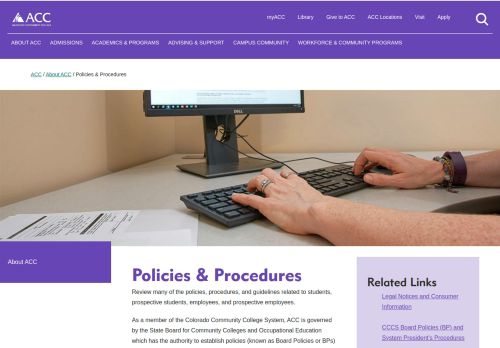 ACC
myACC Library Give to ACC ACC Locations Visit Apply
ABOUT ACC ADMISSIONS ACADEMICS & PROGRAMS ADVISING & SUPPORT CAMPUS COMMUNITY WORKFORCE & COMMUNITY PROGRAMS
ACC / About ACC / Policies & Procedures
DELL
About ACC
Policies & Procedures
Review many of the policies, procedures, and guidelines related to students,
prospective students, employees, and prospective employees.
As a member of the Colorado Community College System, ACC is governed
by the State Board for Community Colleges and Occupational Education
which has the authority to establish policies (known as Board Policies or BPs)
Related Links
Legal Notices and Consumer
Information
CCCS Board Policies (BP) and
System President's Procedures